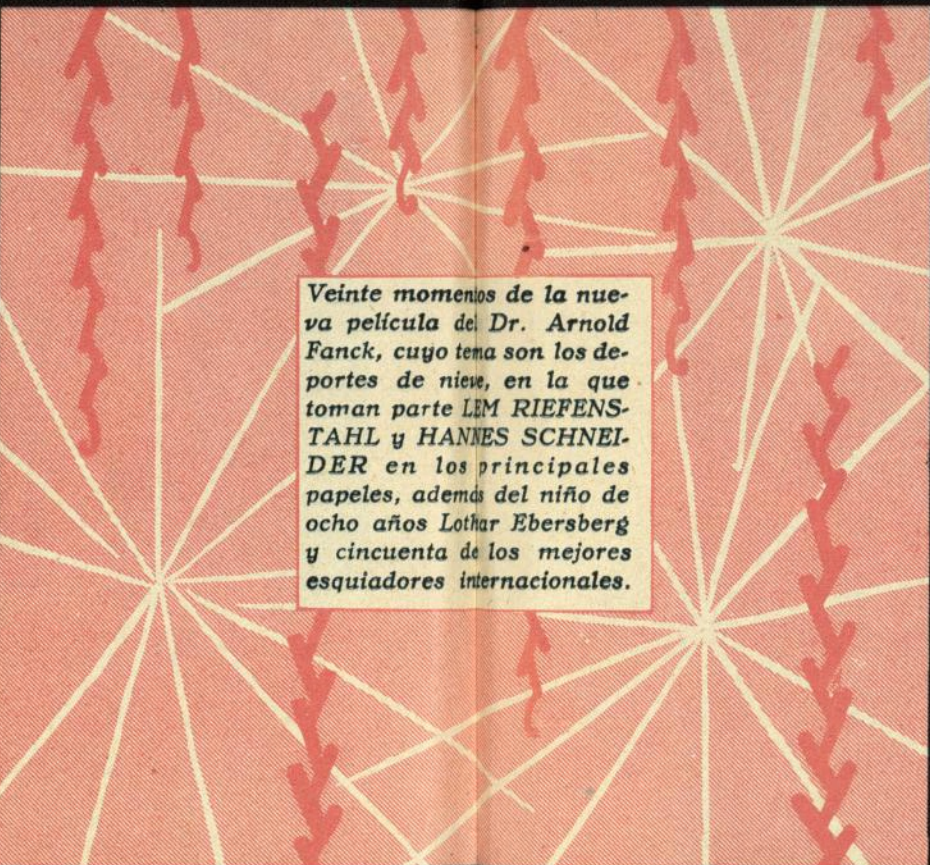 Veinte momentos de la nue-
va película del Dr. Arnold
Fanck, cuyo tema son los de-
portes de nieve, en la que
toman parte LEM RIEFENS-
TAHL y HANNES SCHNEI-
DER en los principales
papeles, además del niño de
ocho años Lothar Ebersberg
y cincuenta de los mejores
esquiadores internacionales.